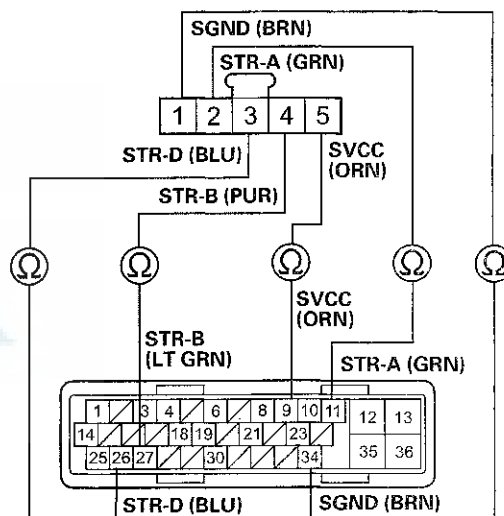 SGND (BRN)
STR-A (GRN)
1 2 3 4 5
STR-D (BLU)
SVCC
(ORN)
STR-B (PUR)
Ω Ω Ω Ω Ω
SVCC
(ORN)
STR-B
(LT GRN)
STR-A (GRN)
1 3 4 6 8 9 10 11 12 13
14 18 19 21 23
25 26 27 30 34 35 36
STR-D (BLU) SGND (BRN)